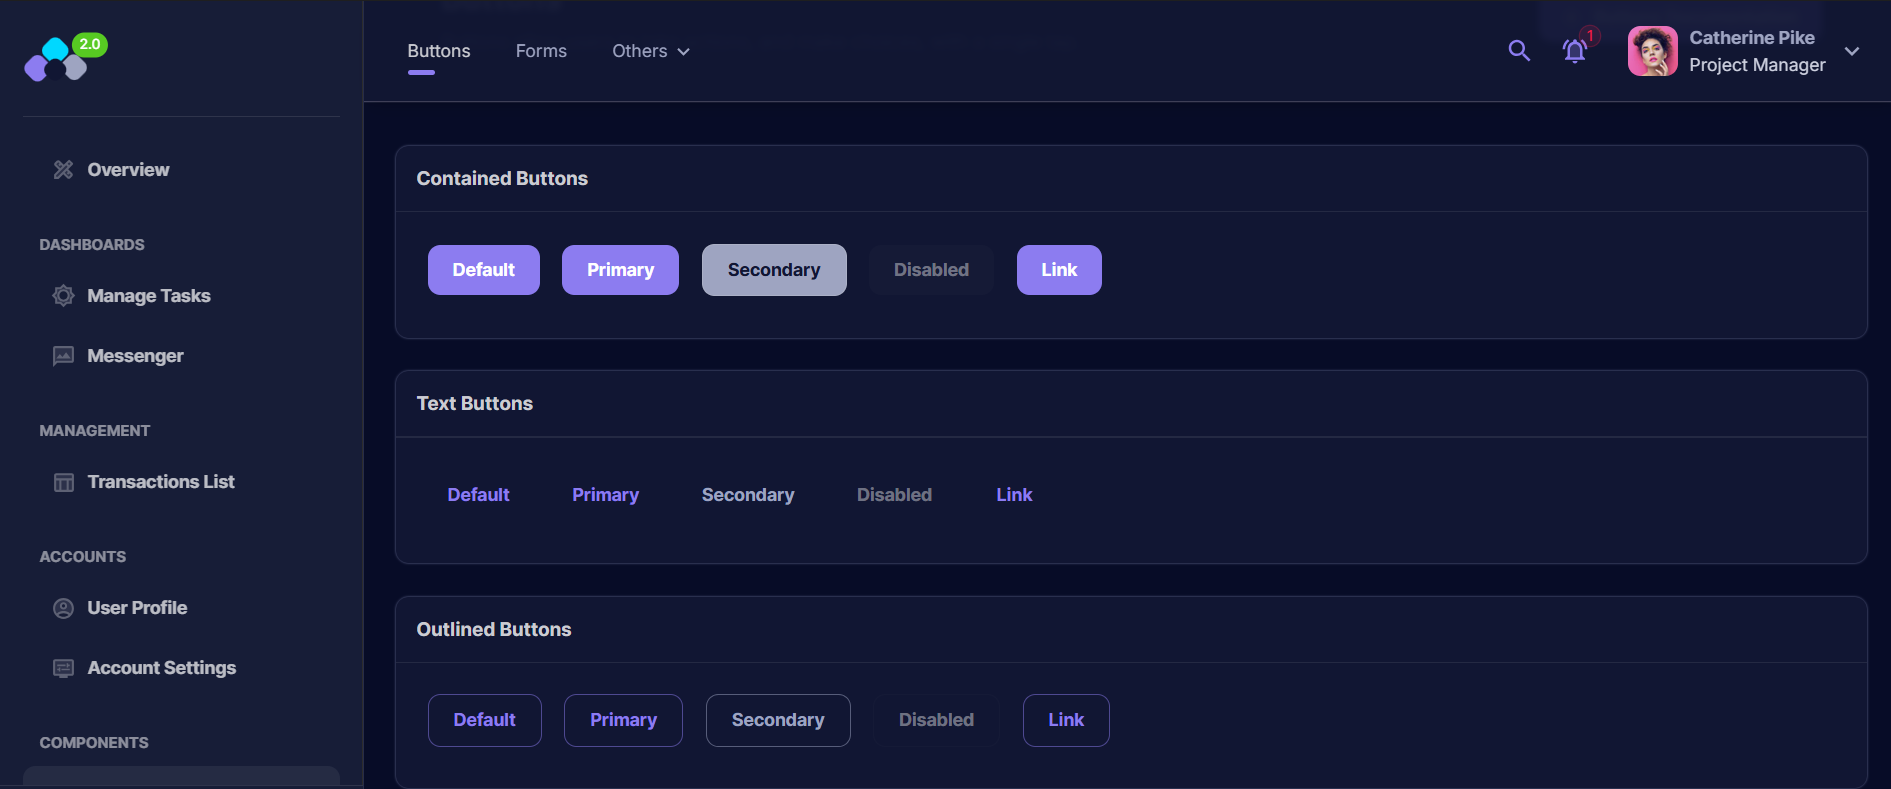 2.0
Buttons Forms Others
1
Catherine Pike
Project Manager
Overview
DASHBOARDS
Manage Tasks
Messenger
MANAGEMENT
Transactions List
ACCOUNTS
User Profile
Account Settings
COMPONENTS
Contained Buttons
Default Primary Secondary Disabled Link
Text Buttons
Default Primary Secondary Disabled Link
Outlined Buttons
Default Primary Secondary Disabled Link